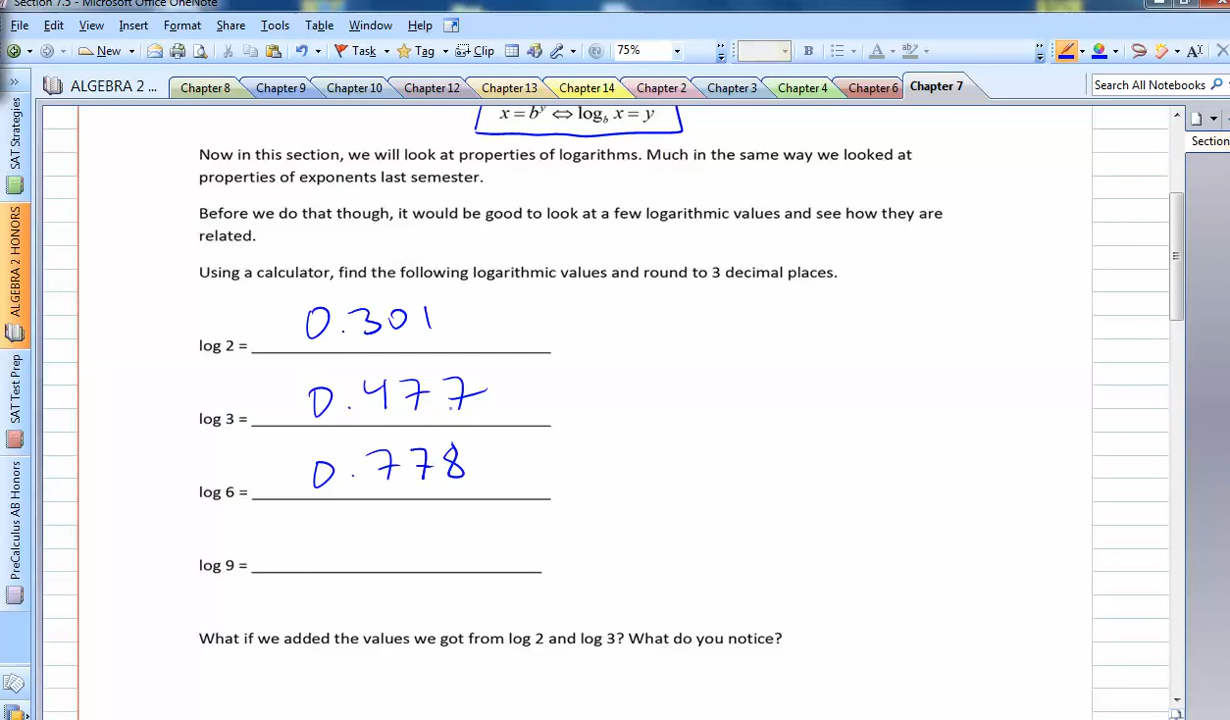 Section 7.5 - Microsoft Office OneNote
File Edit View Insert Format Share Tools Table Window Help
New Task Tag Clip 75% B A ab
» ALGEBRA 2 ... Chapter 8 Chapter 9 Chapter 10 Chapter 12 Chapter 13 Chapter 14 Chapter 2 Chapter 3 Chapter 4 Chapter 6 Chapter 7 Search All Notebooks
Section
SAT Strategies
ALGEBRA 2 HONORS
SAT Test Prep
PreCalculus AB Honors
x = b^y ⇔ log_b x = y
Now in this section, we will look at properties of logarithms. Much in the same way we looked at
properties of exponents last semester.
Before we do that though, it would be good to look at a few logarithmic values and see how they are
related.
Using a calculator, find the following logarithmic values and round to 3 decimal places.
log 2 = 0.301
log 3 = 0.477
log 6 = 0.778
log 9 =
What if we added the values we got from log 2 and log 3? What do you notice?